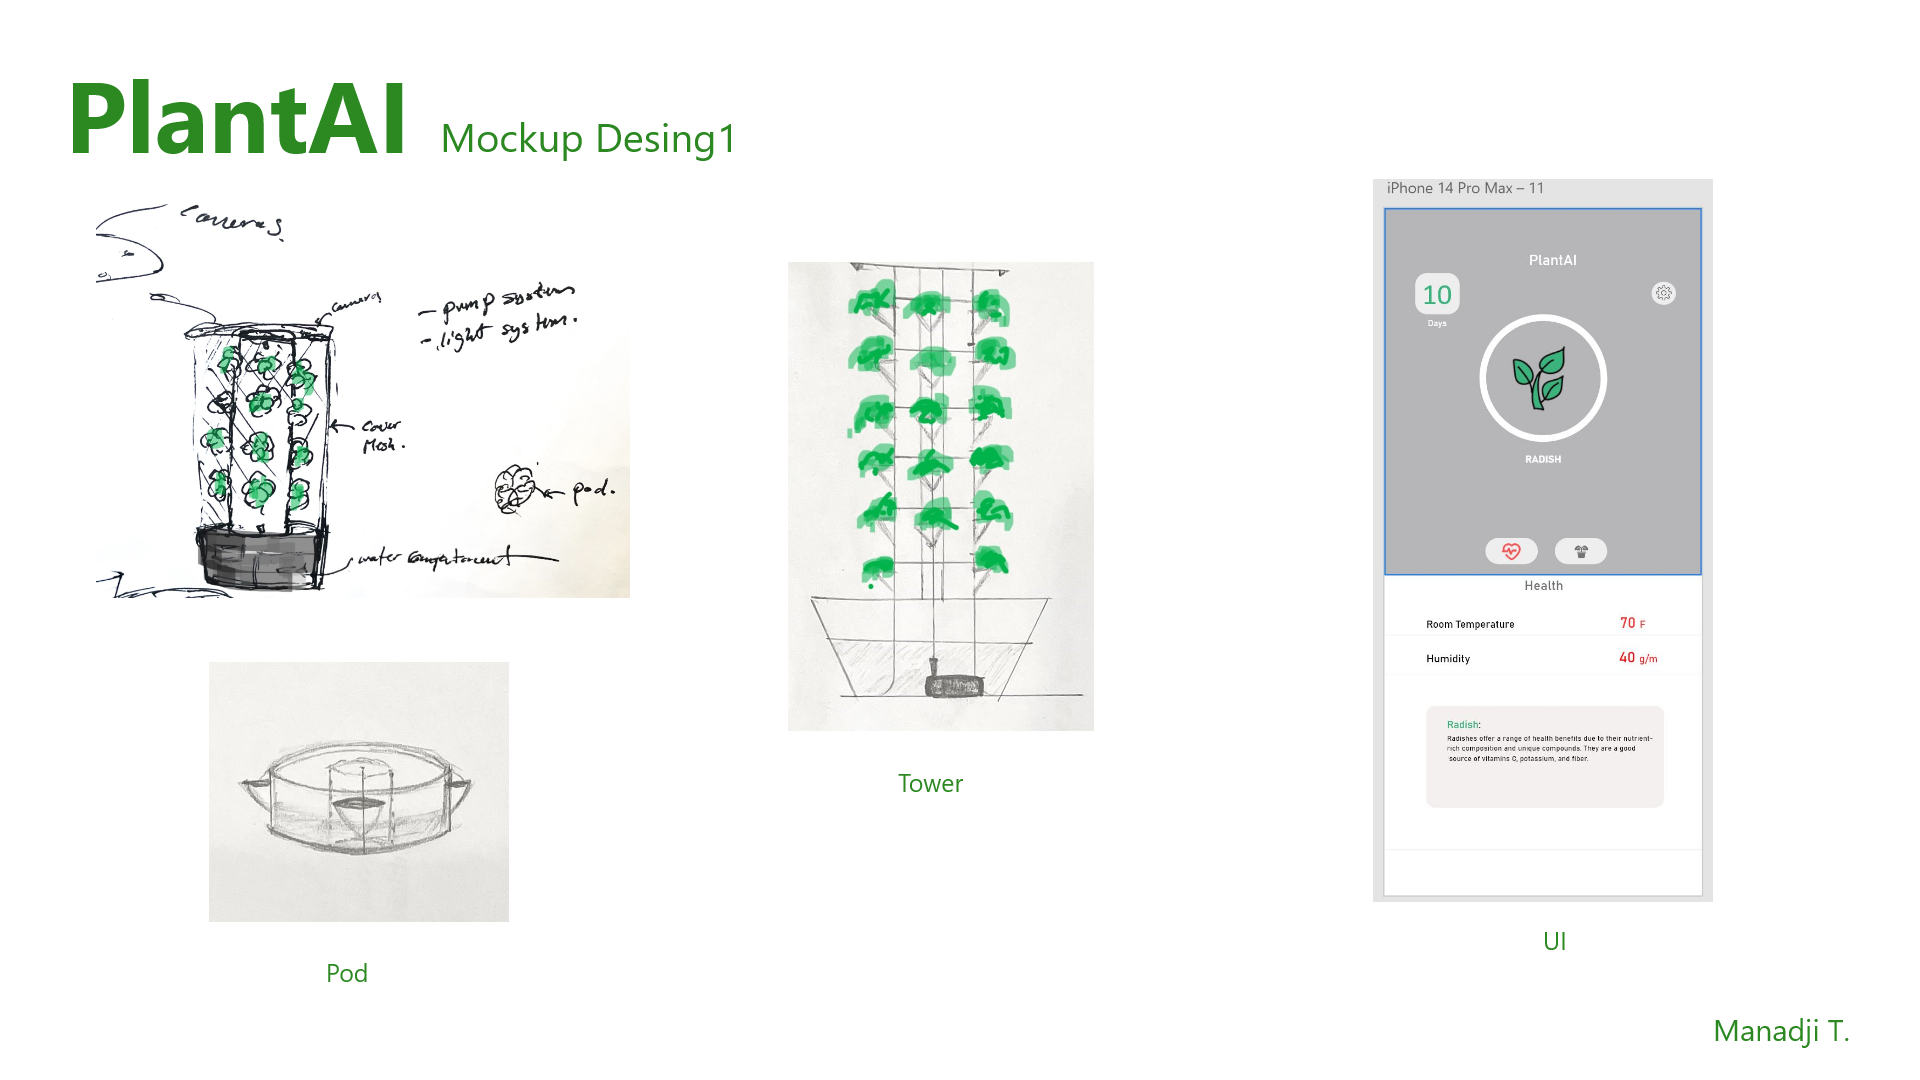 PlantAI Mockup Desing1
Cameras
cameras
- pump system
- light system.
cover
Mesh.
pod.
water compartement
Pod
Tower
iPhone 14 Pro Max – 11
PlantAI
10
Days
RADISH
Health
Room Temperature 70 F
Humidity 40 g/m
Radish:
Radishes offer a range of health benefits due to their nutrient-
rich composition and unique compounds. They are a good
source of vitamins C, potassium, and fiber.
UI
Manadji T.